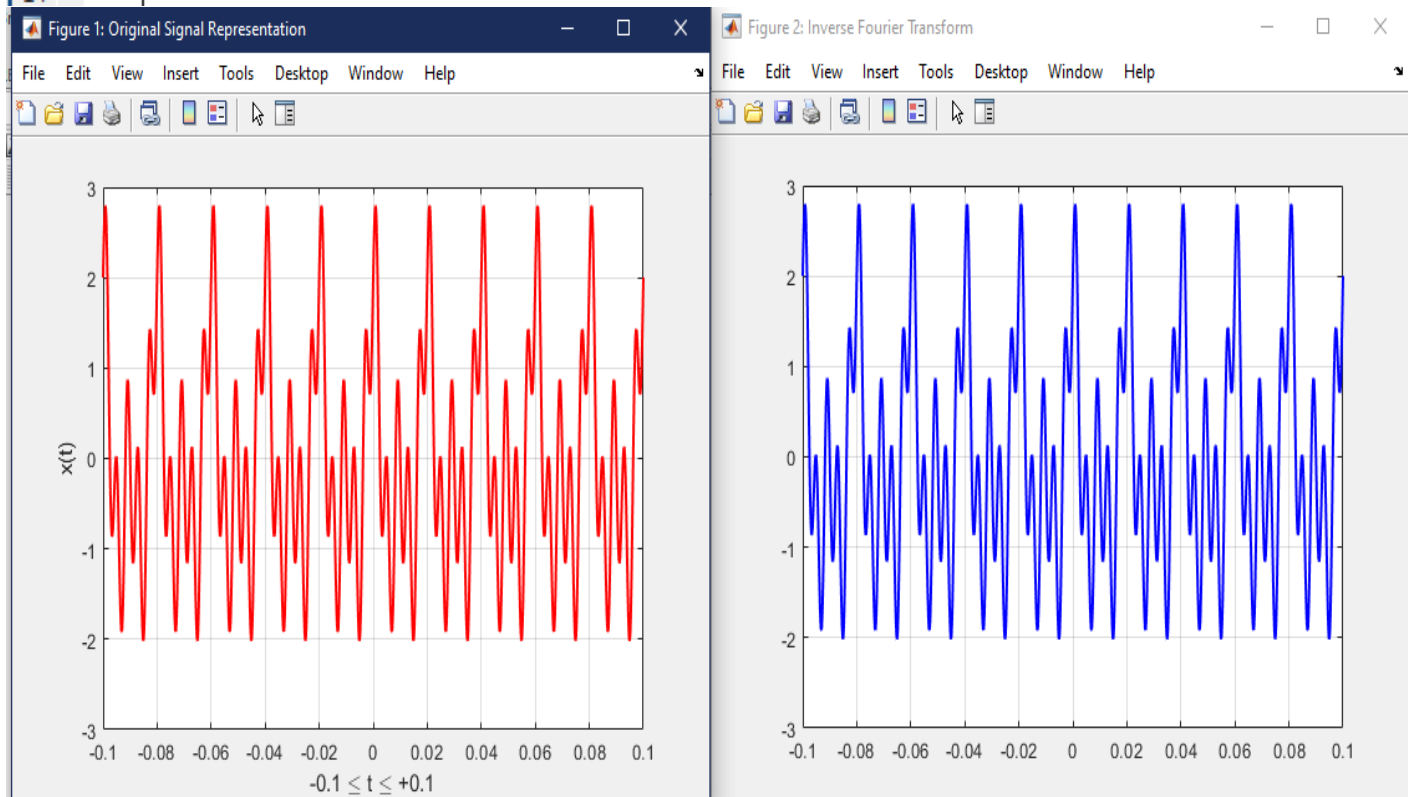 Figure 1: Original Signal Representation
File Edit View Insert Tools Desktop Window Help
3
2
1
0
-1
-2
-3
x(t)
-0.1 -0.08 -0.06 -0.04 -0.02 0 0.02 0.04 0.06 0.08 0.1
-0.1 ≤ t ≤ +0.1
Figure 2: Inverse Fourier Transform
File Edit View Insert Tools Desktop Window Help
3
2
1
0
-1
-2
-3
-0.1 -0.08 -0.06 -0.04 -0.02 0 0.02 0.04 0.06 0.08 0.1